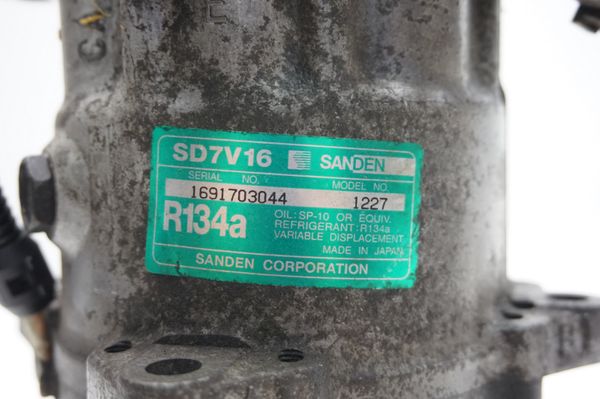 SD7V16 SANDEN
SERIAL NO. MODEL NO.
1691703044 1227
R134a
OIL: SP-10 OR EQUIV.
REFRIGERANT: R134a
VARIABLE DISPLACEMENT
MADE IN JAPAN
SANDEN CORPORATION